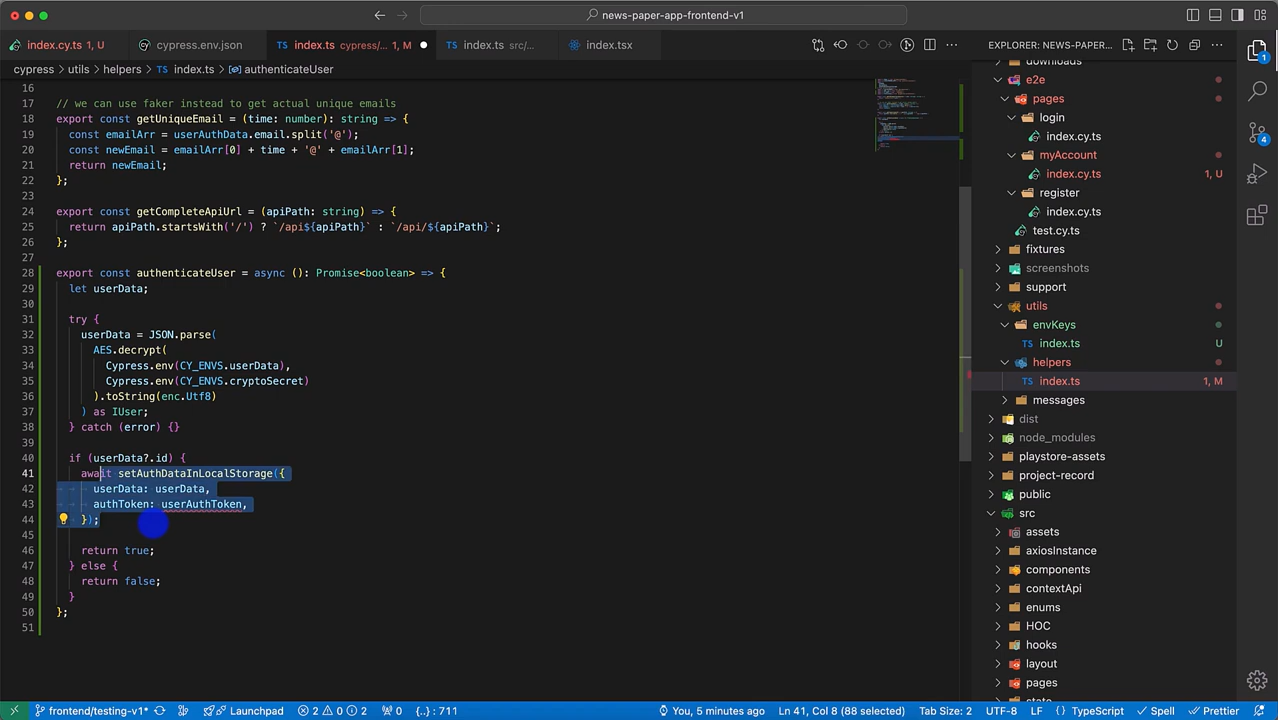 news-paper-app-frontend-v1
index.cy.ts 1, U
cypress.env.json
index.ts cypress/... 1, M
index.ts src/...
index.tsx
EXPLORER: NEWS-PAPER...
cypress > utils > helpers > index.ts > authenticateUser
16
17 // we can use faker instead to get actual unique emails
18 export const getUniqueEmail = (time: number): string => {
19 const emailArr = userAuthData.email.split('@');
20 const newEmail = emailArr[0] + time + '@' + emailArr[1];
21 return newEmail;
22 };
23
24 export const getCompleteApiUrl = (apiPath: string) => {
25 return apiPath.startsWith('/') ? `/api${apiPath}` : `/api/${apiPath}`;
26 };
27
28 export const authenticateUser = async (): Promise<boolean> => {
29 let userData;
30
31 try {
32 userData = JSON.parse(
33 AES.decrypt(
34 Cypress.env(CY_ENVS.userData),
35 Cypress.env(CY_ENVS.cryptoSecret)
36 ).toString(enc.Utf8)
37 ) as IUser;
38 } catch (error) {}
39
40 if (userData?.id) {
41 await setAuthDataInLocalStorage({
42 userData: userData,
43 authToken: userAuthToken,
44 });
45
46 return true;
47 } else {
48 return false;
49 }
50 };
51
downloads
e2e
pages
login
index.cy.ts
myAccount
index.cy.ts 1, U
register
index.cy.ts
test.cy.ts
fixtures
screenshots
support
utils
envKeys
index.ts U
helpers
index.ts 1, M
messages
dist
node_modules
playstore-assets
project-record
public
src
assets
axiosInstance
components
contextApi
enums
HOC
hooks
layout
pages
1
4
frontend/testing-v1*
Launchpad
2 0 2
0
{..} : 711
You, 5 minutes ago
Ln 41, Col 8 (88 selected)
Tab Size: 2
UTF-8
LF
{ } TypeScript
Spell
Prettier